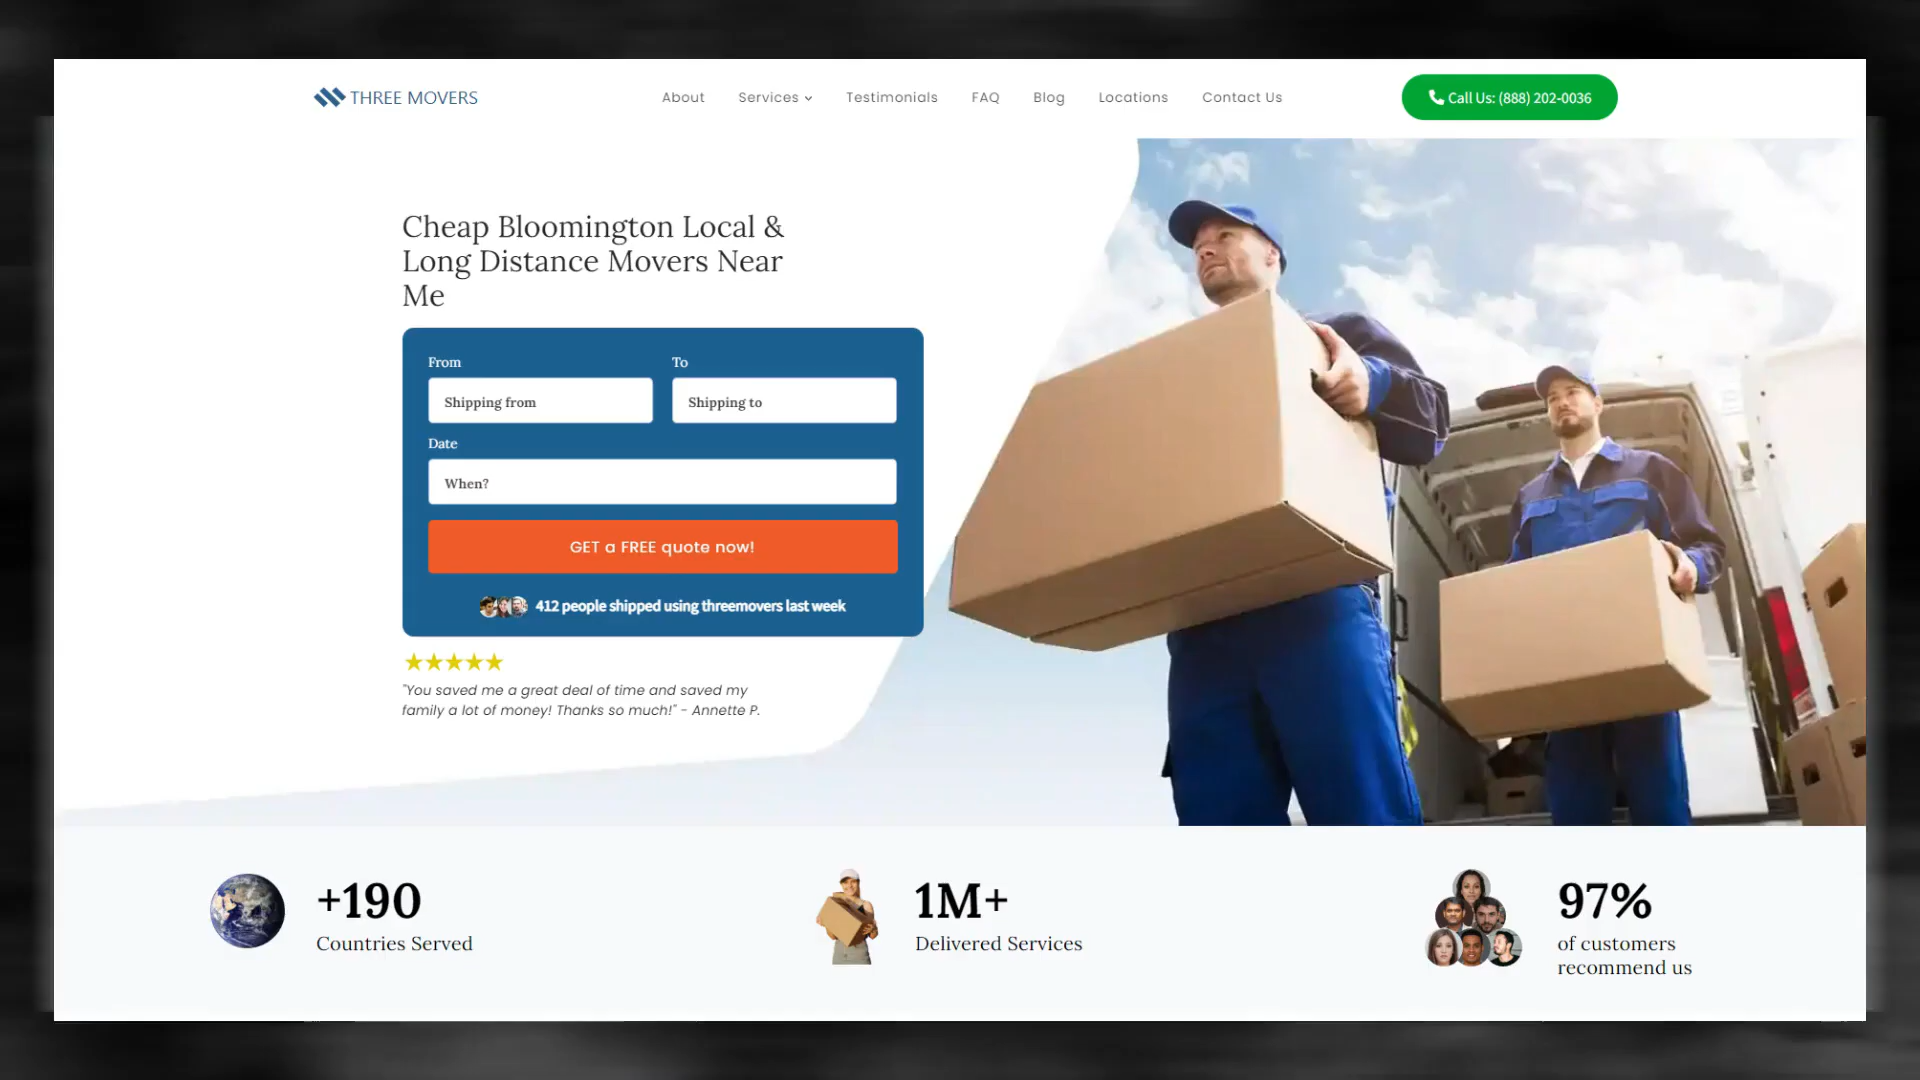 THREE MOVERS
About
Services
Testimonials
FAQ
Blog
Locations
Contact Us
Call Us: (888) 202-0036
Cheap Bloomington Local &
Long Distance Movers Near
Me
From
To
Shipping from
Shipping to
Date
When?
GET a FREE quote now!
412 people shipped using threemovers last week
"You saved me a great deal of time and saved my
family a lot of money! Thanks so much!" - Annette P.
+190
Countries Served
1M+
Delivered Services
97%
of customers
recommend us